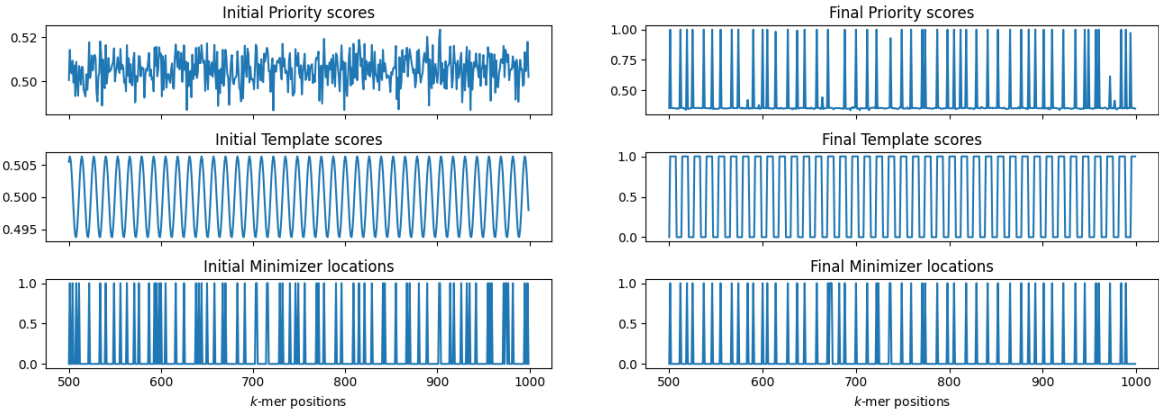 Initial Priority scores
0.52
0.50
Initial Template scores
0.505
0.500
0.495
Initial Minimizer locations
1.0
0.5
0.0
500 600 700 800 900 1000
k-mer positions
Final Priority scores
1.00
0.75
0.50
Final Template scores
1.0
0.5
0.0
Final Minimizer locations
1.0
0.5
0.0
500 600 700 800 900 1000
k-mer positions